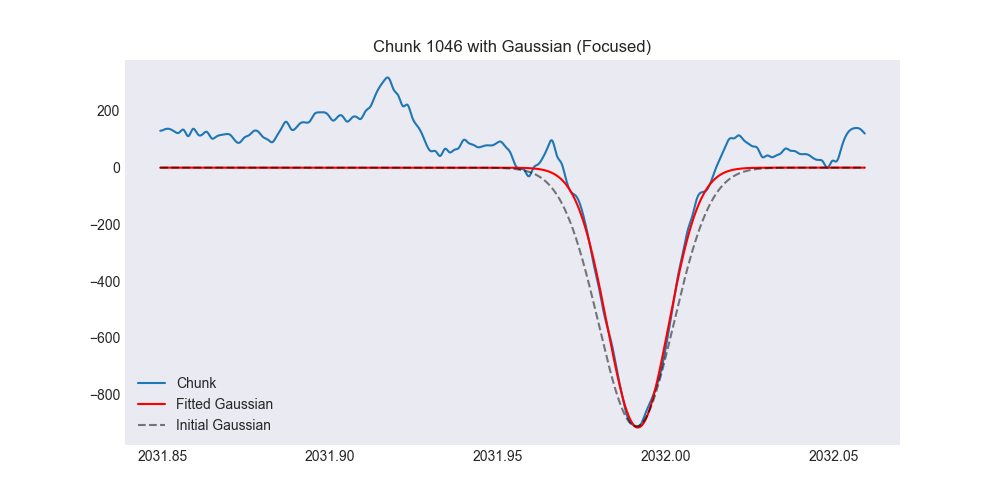 Chunk 1046 with Gaussian (Focused)
200
0
−200
−400
−600
−800
Chunk
Fitted Gaussian
Initial Gaussian
2031.85 2031.90 2031.95 2032.00 2032.05